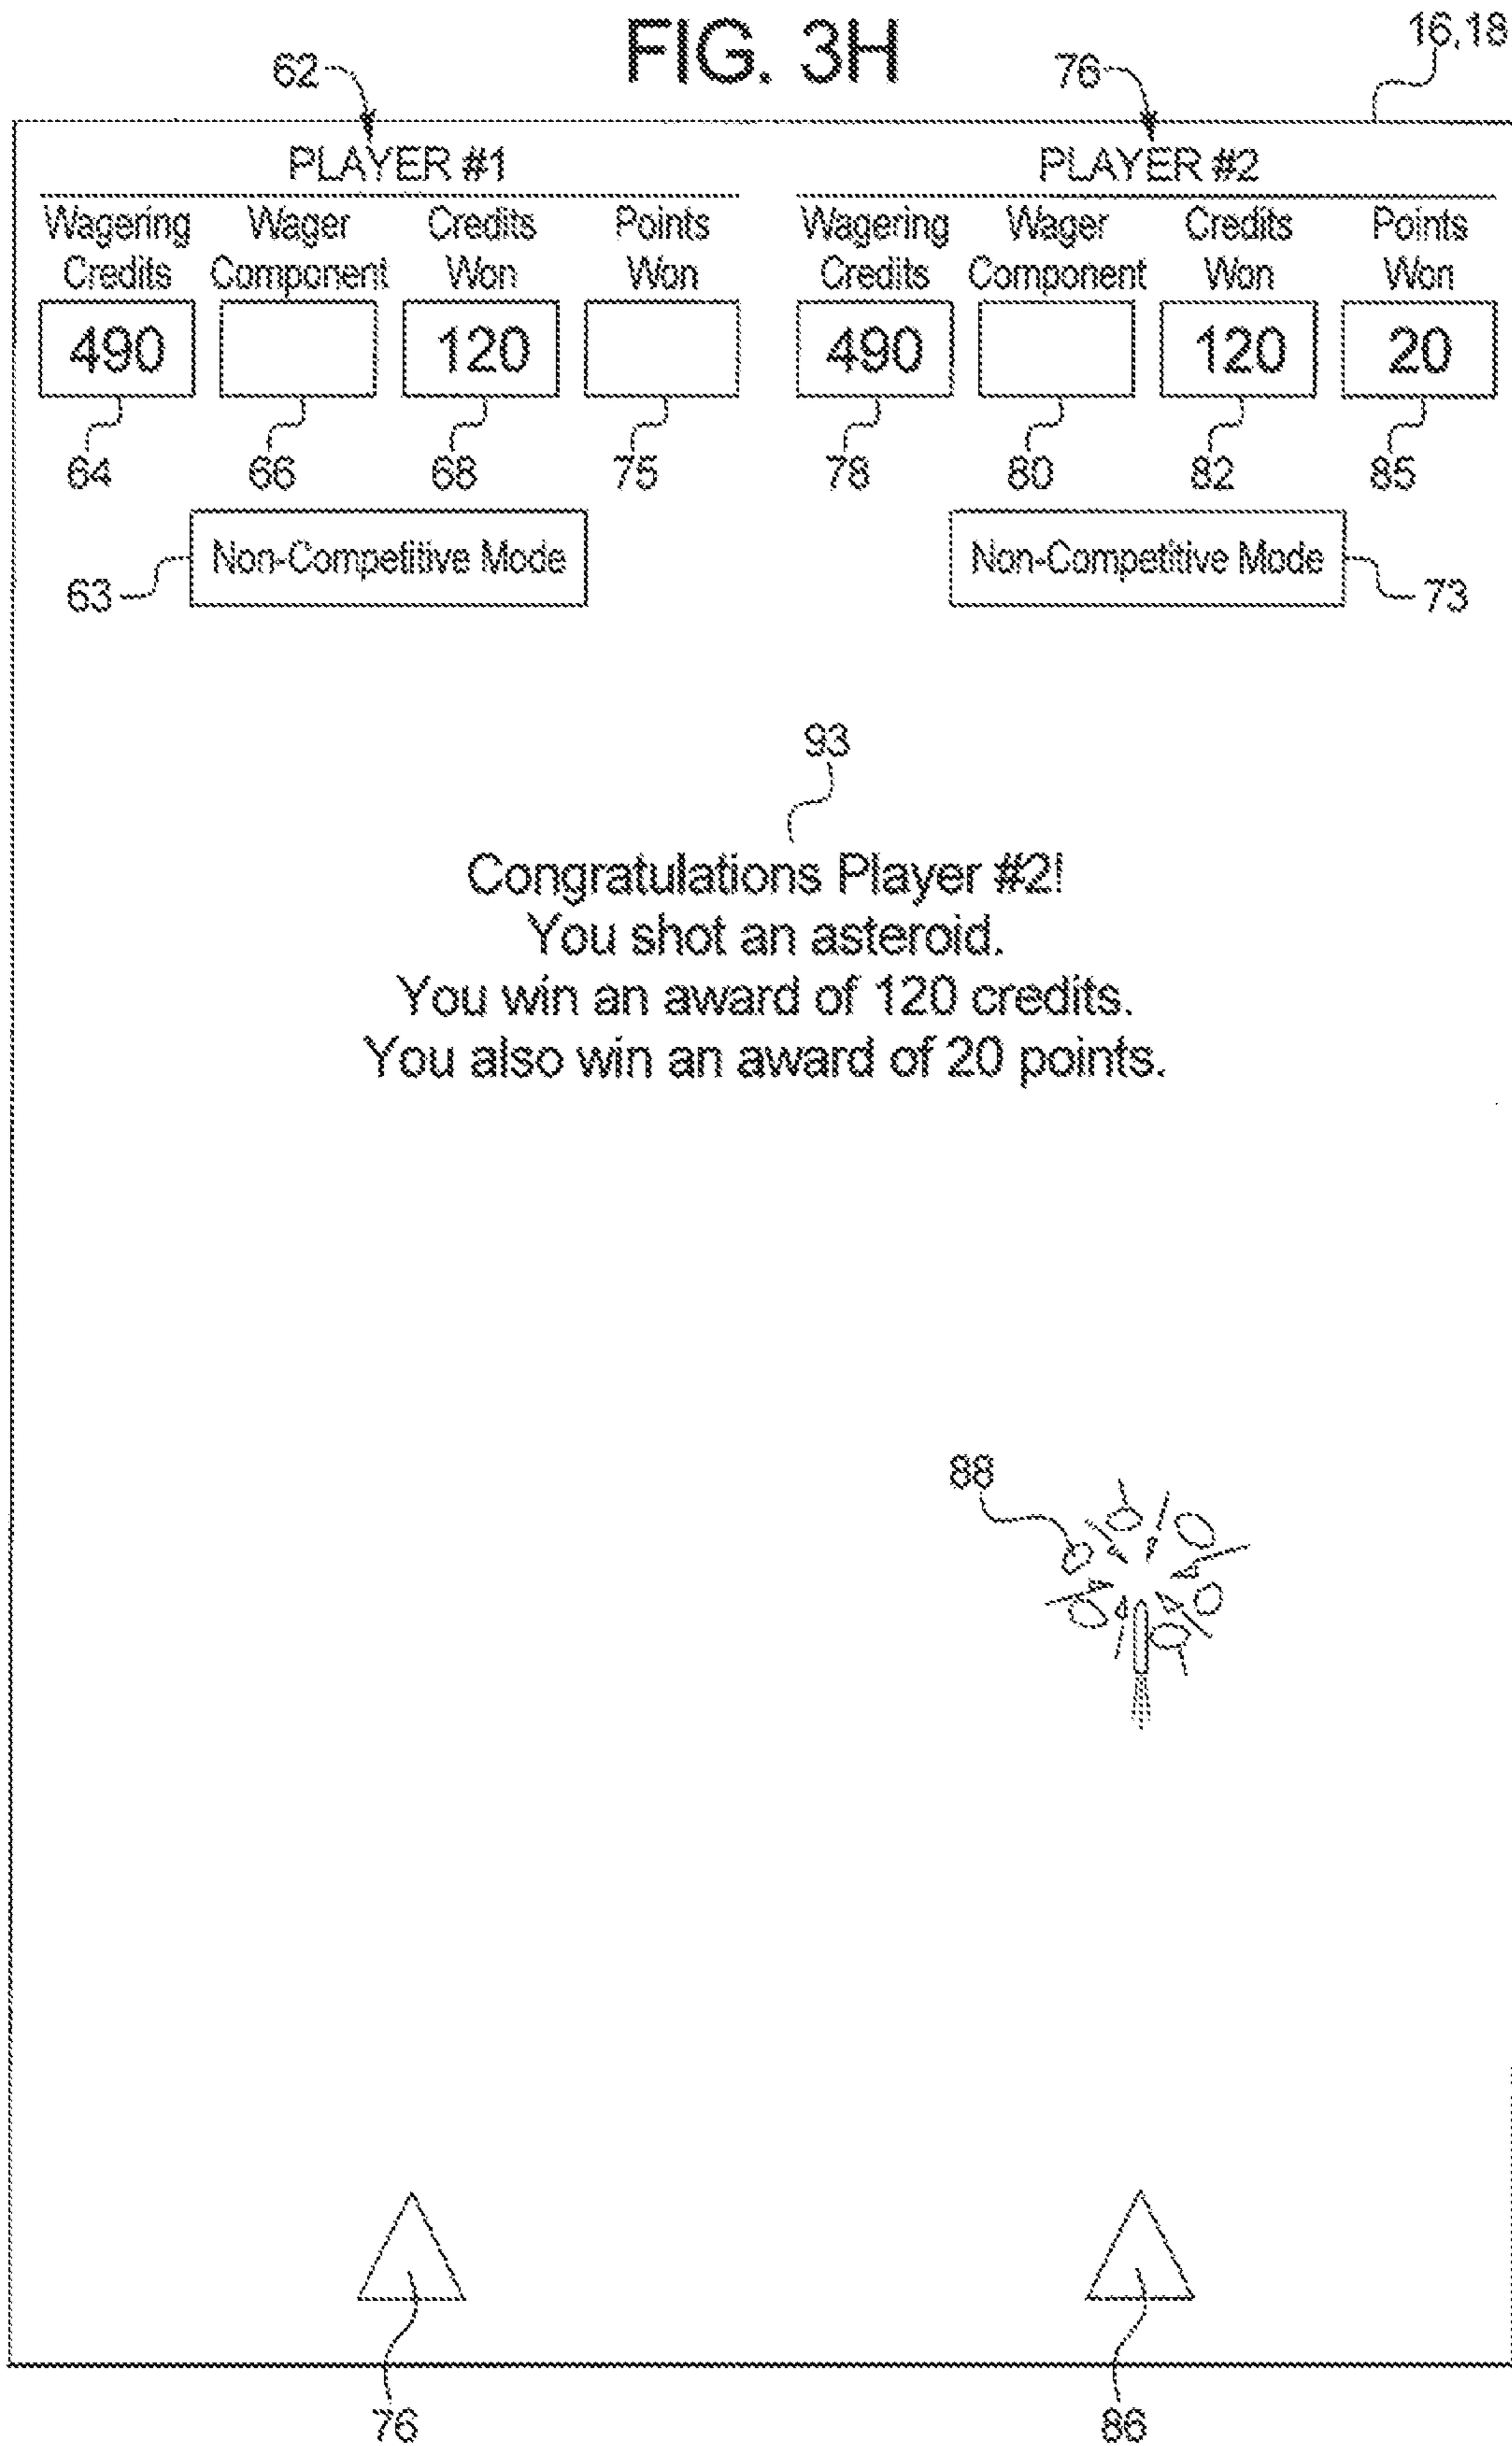 FIG. 3H
16,18
62
76
PLAYER #1
PLAYER #2
Wagering Credits
Wager Component
Credits Won
Points Won
Wagering Credits
Wager Component
Credits Won
Points Won
490
120
490
120
20
64
66
68
75
78
80
82
85
Non-Competitive Mode
Non-Competitive Mode
63
73
93
Congratulations Player #2!
You shot an asteroid.
You win an award of 120 credits.
You also win an award of 20 points.
88
76
86